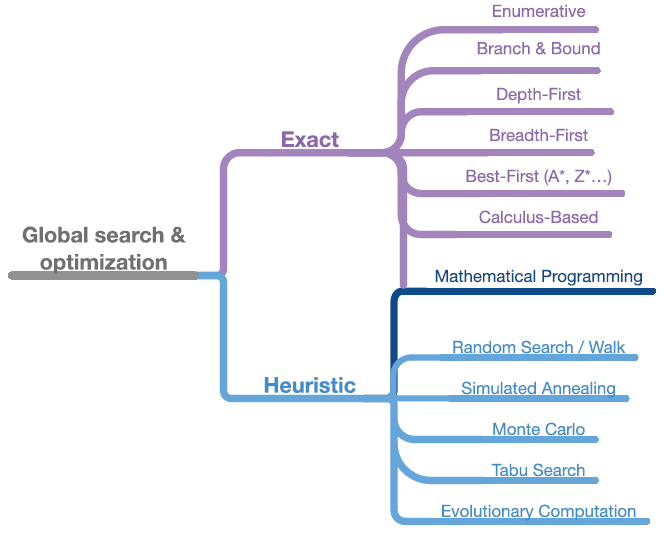 Enumerative
Branch & Bound
Depth-First
Exact
Breadth-First
Best-First (A*, Z*...)
Calculus-Based
Global search &
optimization
Mathematical Programming
Random Search / Walk
Heuristic
Simulated Annealing
Monte Carlo
Tabu Search
Evolutionary Computation